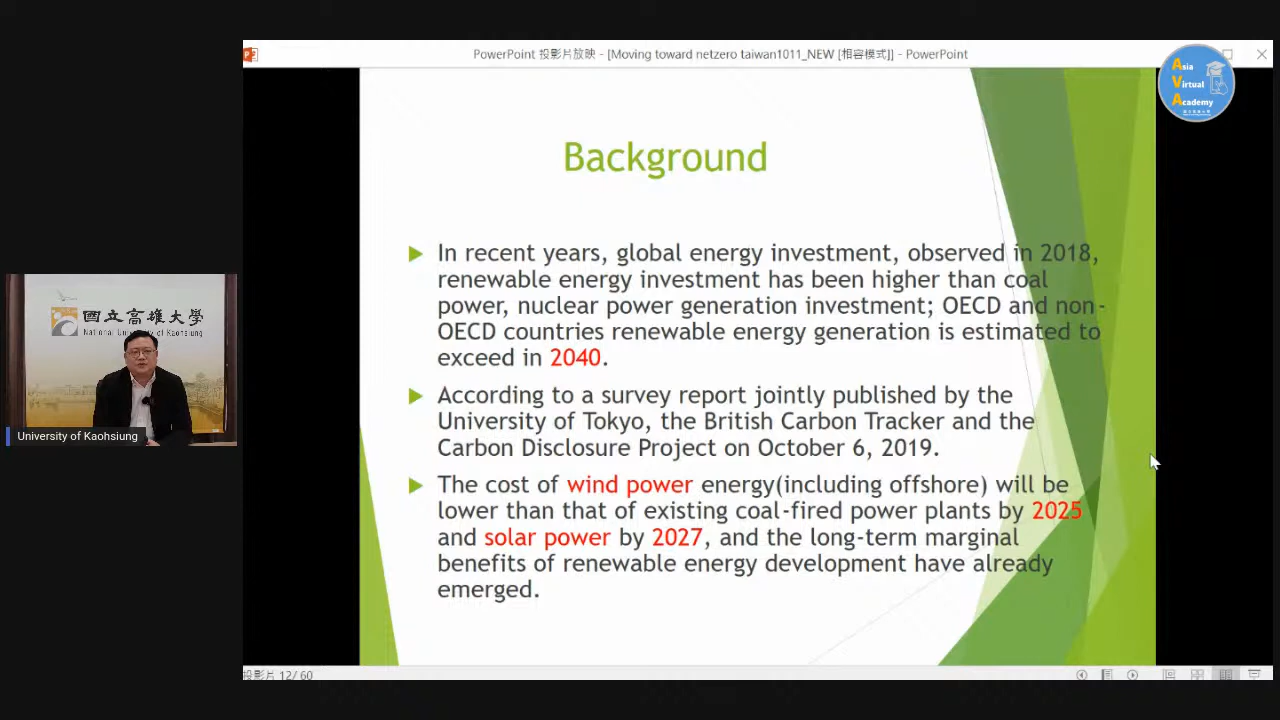 PowerPoint 投影片放映 - [Moving toward netzero taiwan1011_NEW [相容模式]] - PowerPoint
Asia
Virtual
Academy
Background
In recent years, global energy investment, observed in 2018,
renewable energy investment has been higher than coal
power, nuclear power generation investment; OECD and non-
OECD countries renewable energy generation is estimated to
exceed in 2040.
According to a survey report jointly published by the
University of Tokyo, the British Carbon Tracker and the
Carbon Disclosure Project on October 6, 2019.
The cost of wind power energy(including offshore) will be
lower than that of existing coal-fired power plants by 2025
and solar power by 2027, and the long-term marginal
benefits of renewable energy development have already
emerged.
國立高雄大學
National University of Kaohsiung
University of Kaohsiung
投影片 12/ 60